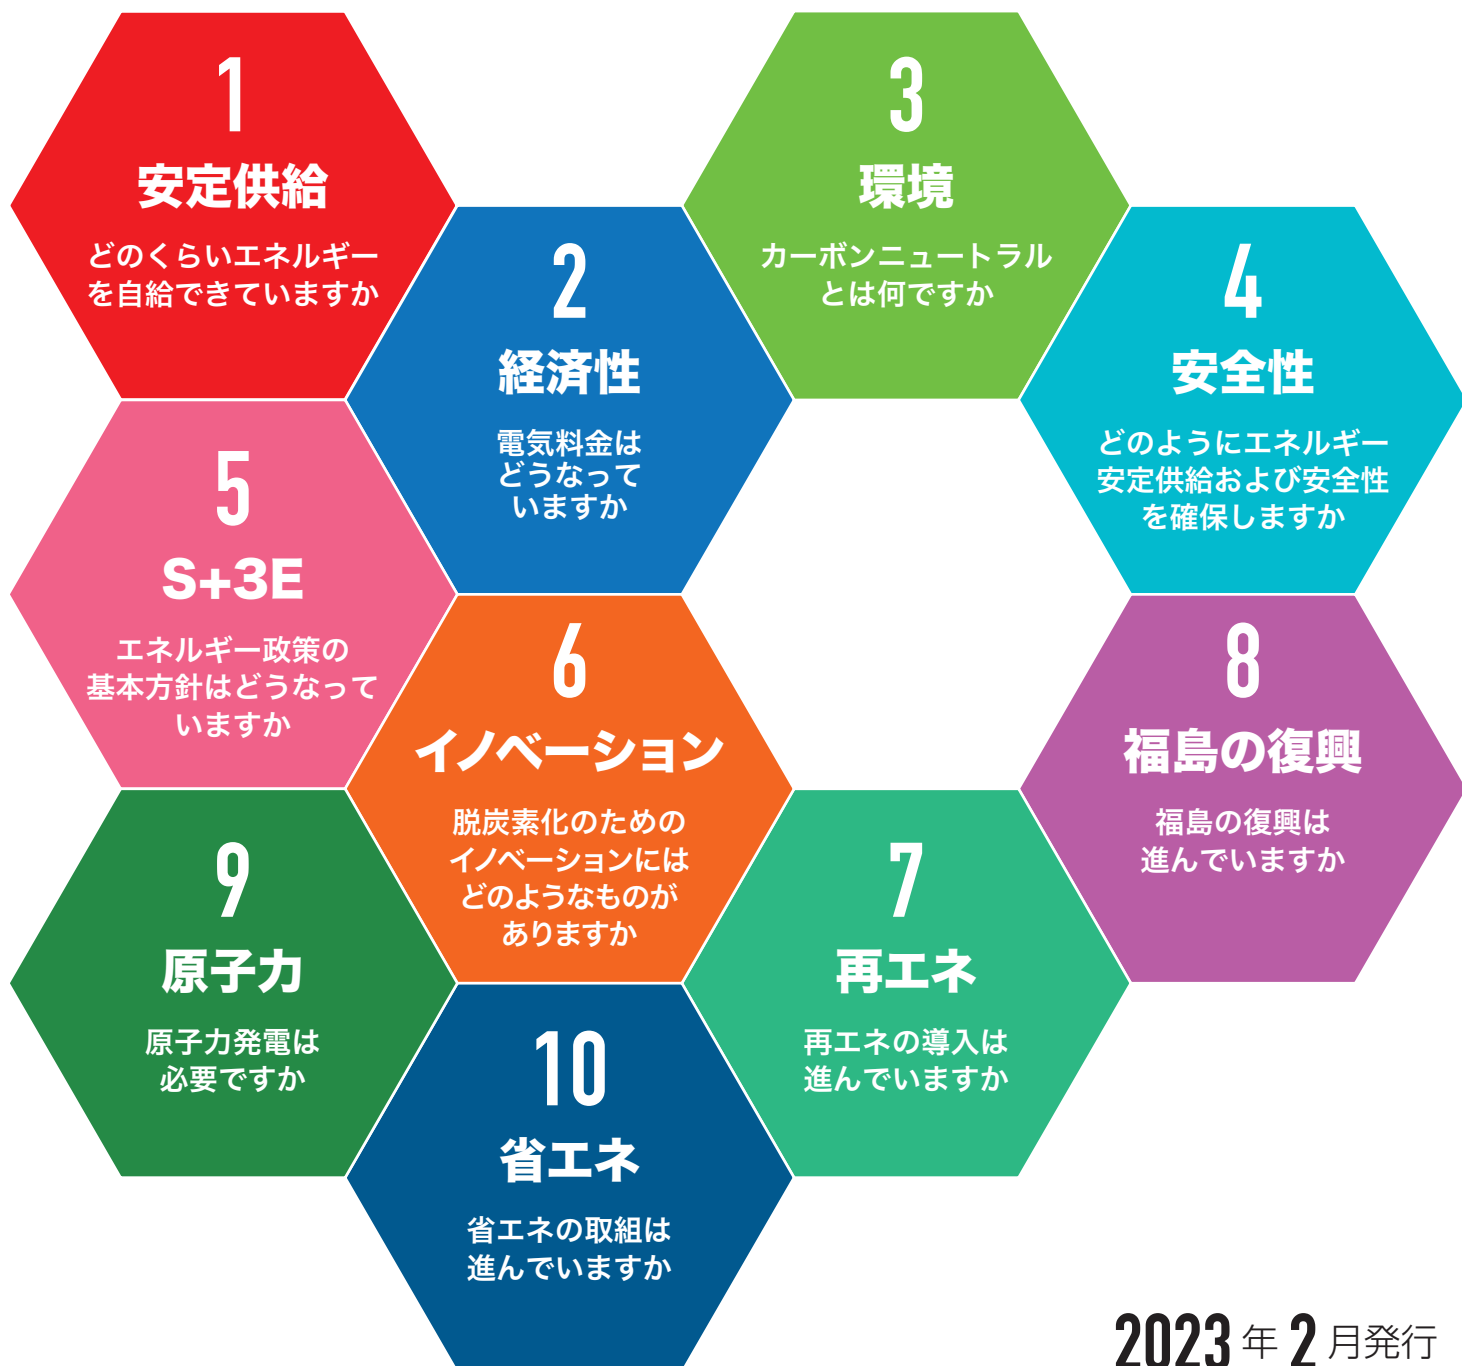 1
安定供給
どのくらいエネルギー
を自給できていますか
2
経済性
電気料金は
どうなって
いますか
3
環境
カーボンニュートラル
とは何ですか
4
安全性
どのようにエネルギー
安定供給および安全性
を確保しますか
5
S+3E
エネルギー政策の
基本方針はどうなって
いますか
6
イノベーション
脱炭素化のための
イノベーションには
どのようなものが
ありますか
7
再エネ
再エネの導入は
進んでいますか
8
福島の復興
福島の復興は
進んでいますか
9
原子力
原子力発電は
必要ですか
10
省エネ
省エネの取組は
進んでいますか
2023年2月発行